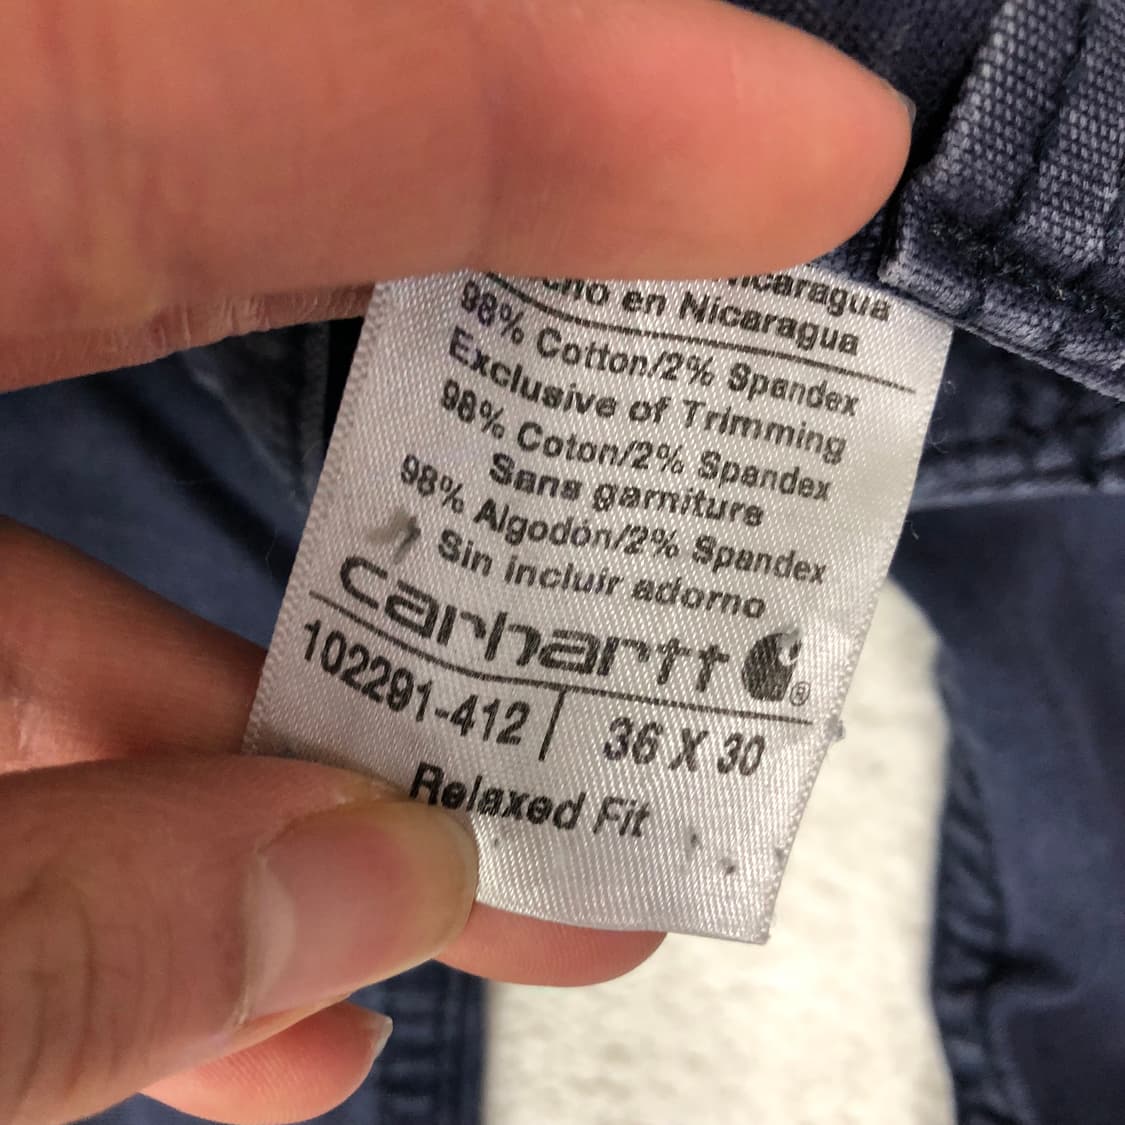 en Nicaragua
98% Cotton/2% Spandex
Exclusive of Trimming
98% Coton/2% Spandex
Sans garniture
98% Algodón/2% Spandex
Sin incluir adorno
carhartt ®
102291-412 | 36 X 30
Relaxed Fit